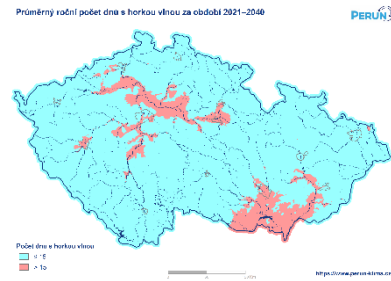 Průměrný roční počet dnů s horkou vlnou za období 2021–2040
PERUN
Počet dnů s horkou vlnou
< 15
> 15
https://www.perun-klima.cz